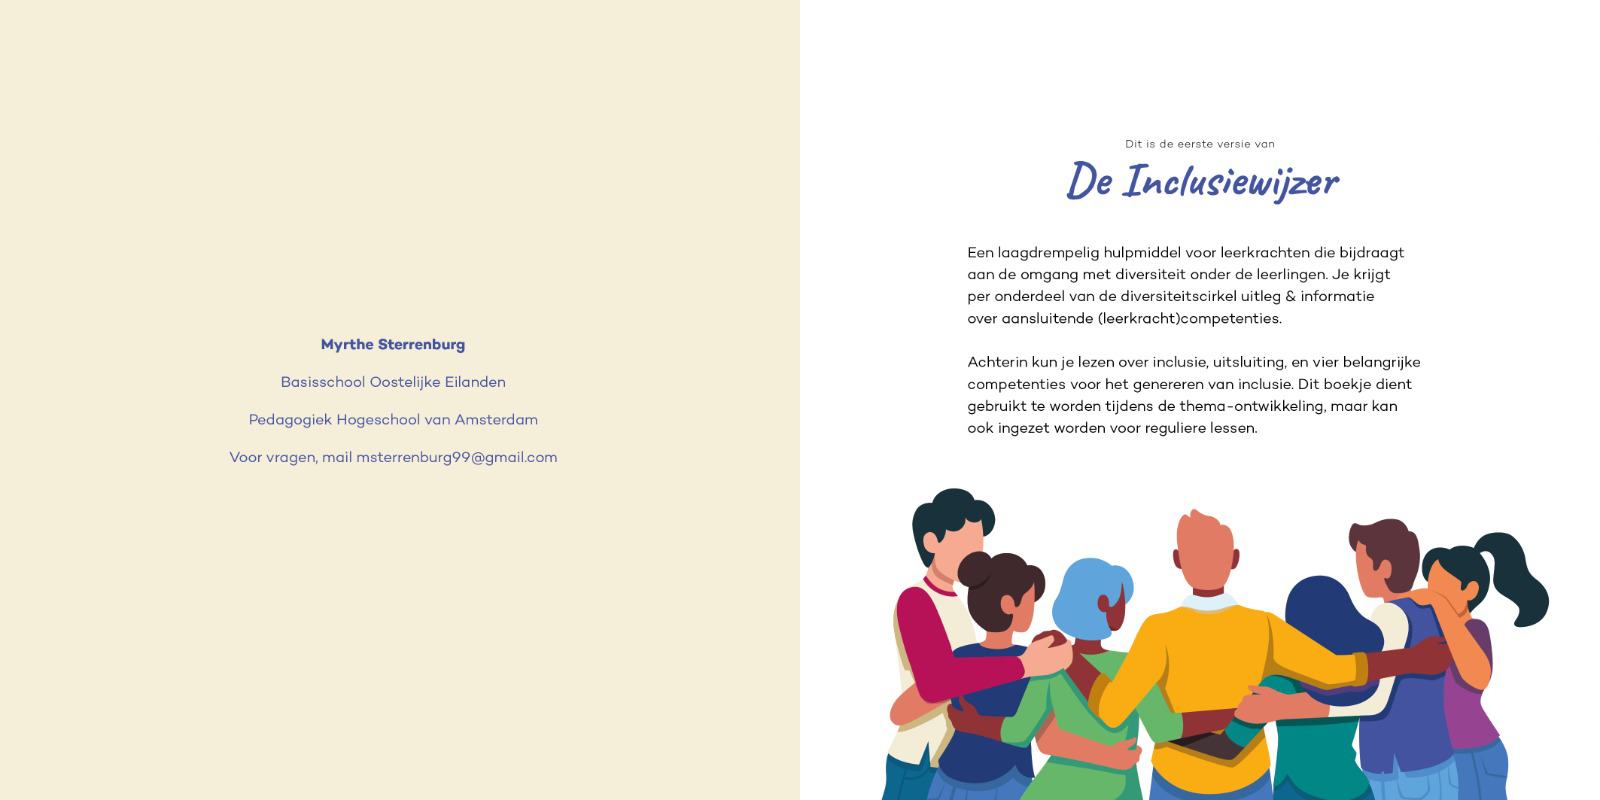 Myrthe Sterrenburg
Basisschool Oostelijke Eilanden
Pedagogiek Hogeschool van Amsterdam
Voor vragen, mail msterrenburg99@gmail.com
Dit is de eerste versie van
De Inclusiewijzer
Een laagdrempelig hulpmiddel voor leerkrachten die bijdraagt
aan de omgang met diversiteit onder de leerlingen. Je krijgt
per onderdeel van de diversiteitscirkel uitleg & informatie
over aansluitende (leerkracht)competenties.
Achterin kun je lezen over inclusie, uitsluiting, en vier belangrijke
competenties voor het genereren van inclusie. Dit boekje dient
gebruikt te worden tijdens de thema-ontwikkeling, maar kan
ook ingezet worden voor reguliere lessen.